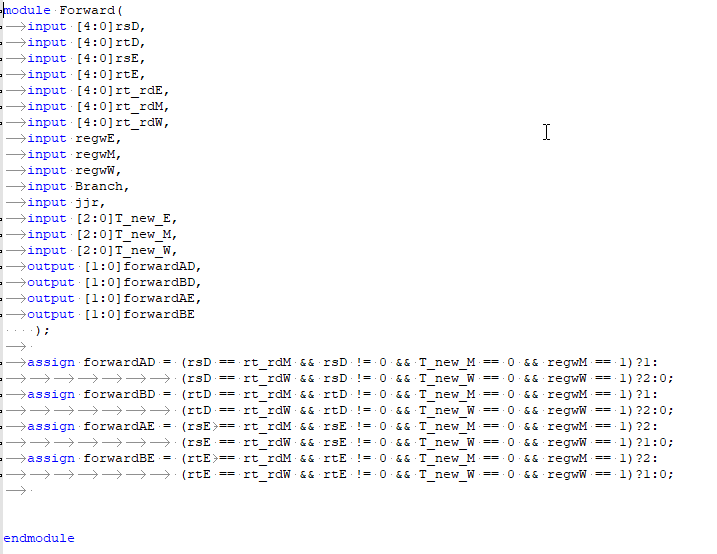 module Forward(
input [4:0]rsD,
input [4:0]rtD,
input [4:0]rsE,
input [4:0]rtE,
input [4:0]rt_rdE,
input [4:0]rt_rdM,
input [4:0]rt_rdW,
input regwE,
input regwM,
input regwW,
input Branch,
input jjr,
input [2:0]T_new_E,
input [2:0]T_new_M,
input [2:0]T_new_W,
output [1:0]forwardAD,
output [1:0]forwardBD,
output [1:0]forwardAE,
output [1:0]forwardBE
);
assign forwardAD = (rsD == rt_rdM && rsD != 0 && T_new_M == 0 && regwM == 1)?1:
(rsD == rt_rdW && rsD != 0 && T_new_W == 0 && regwW == 1)?2:0;
assign forwardBD = (rtD == rt_rdM && rtD != 0 && T_new_M == 0 && regwM == 1)?1:
(rtD == rt_rdW && rtD != 0 && T_new_W == 0 && regwW == 1)?2:0;
assign forwardAE = (rsE == rt_rdM && rsE != 0 && T_new_M == 0 && regwM == 1)?2:
(rsE == rt_rdW && rsE != 0 && T_new_W == 0 && regwW == 1)?1:0;
assign forwardBE = (rtE == rt_rdM && rtE != 0 && T_new_M == 0 && regwM == 1)?2:
(rtE == rt_rdW && rtE != 0 && T_new_W == 0 && regwW == 1)?1:0;
endmodule